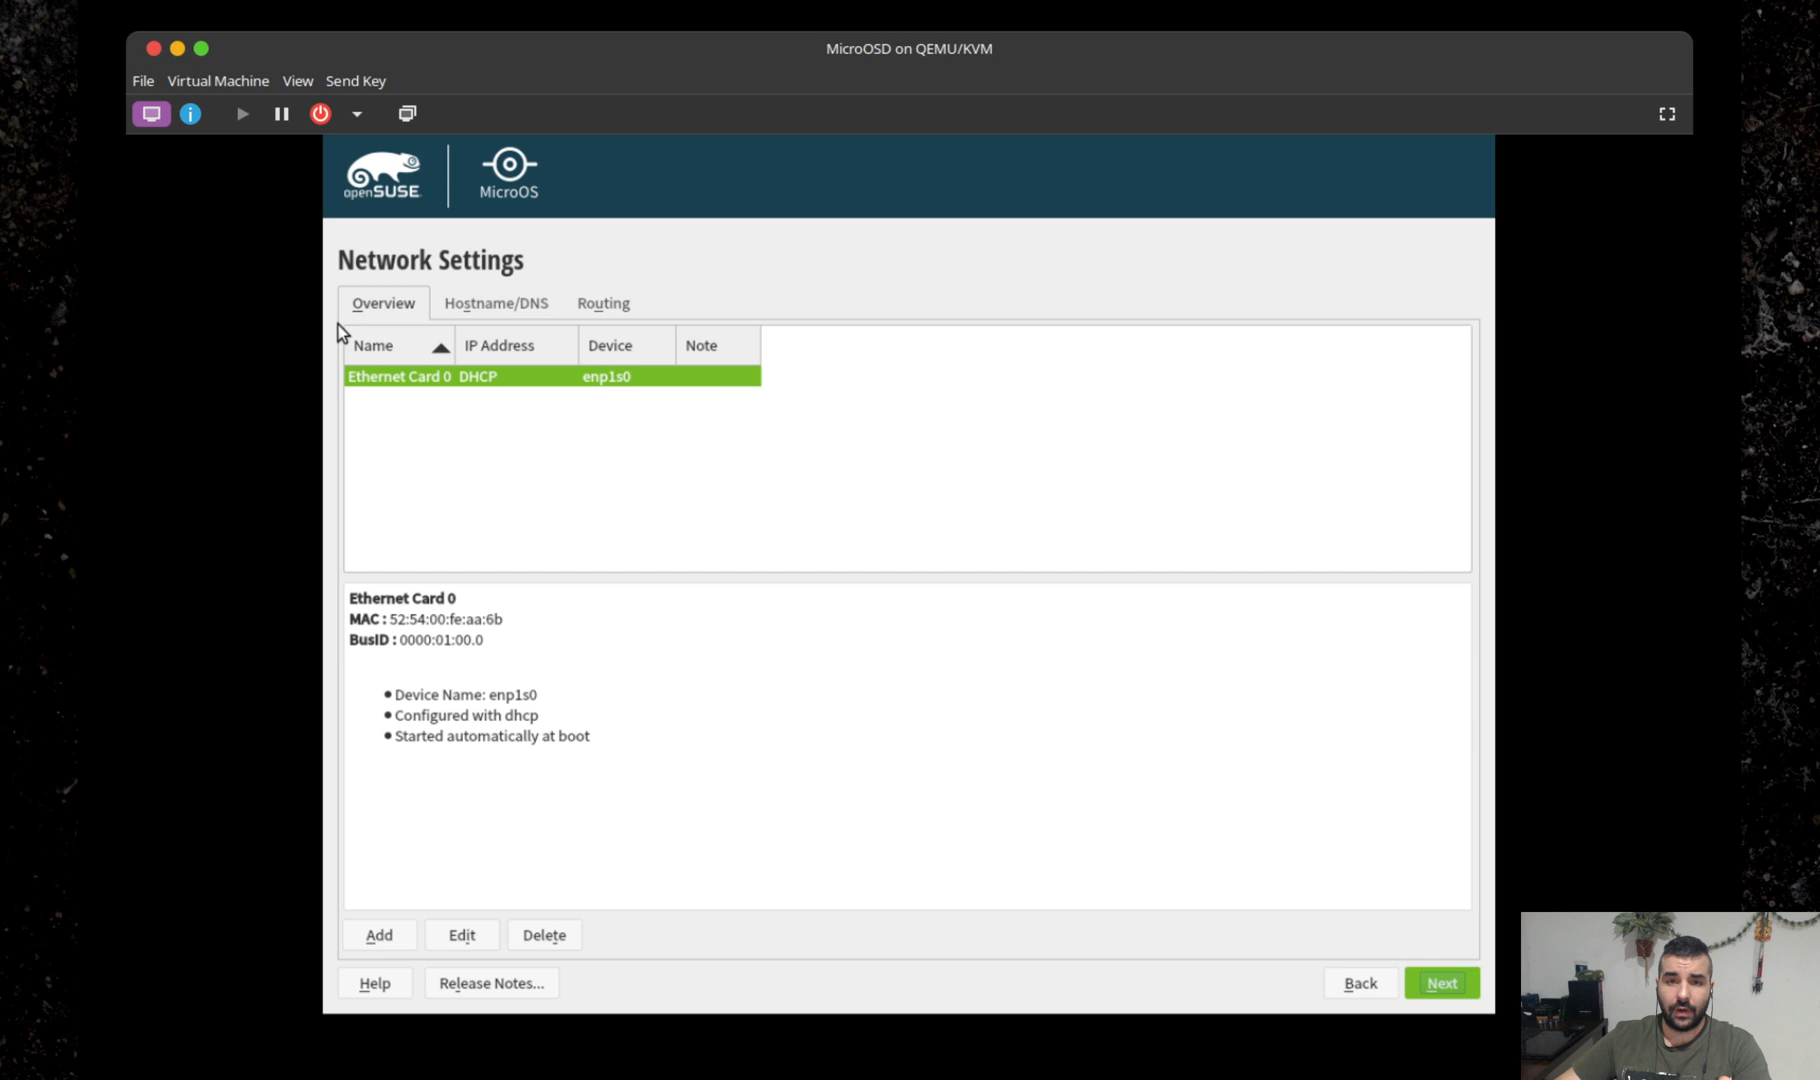 MicroOSD on QEMU/KVM
File Virtual Machine View Send Key
openSUSE MicroOS
Network Settings
Overview Hostname/DNS Routing
Name IP Address Device Note
Ethernet Card 0 DHCP enp1s0
Ethernet Card 0
MAC : 52:54:00:fe:aa:6b
BusID : 0000:01:00.0
Device Name: enp1s0
Configured with dhcp
Started automatically at boot
Add Edit Delete
Help Release Notes... Back Next